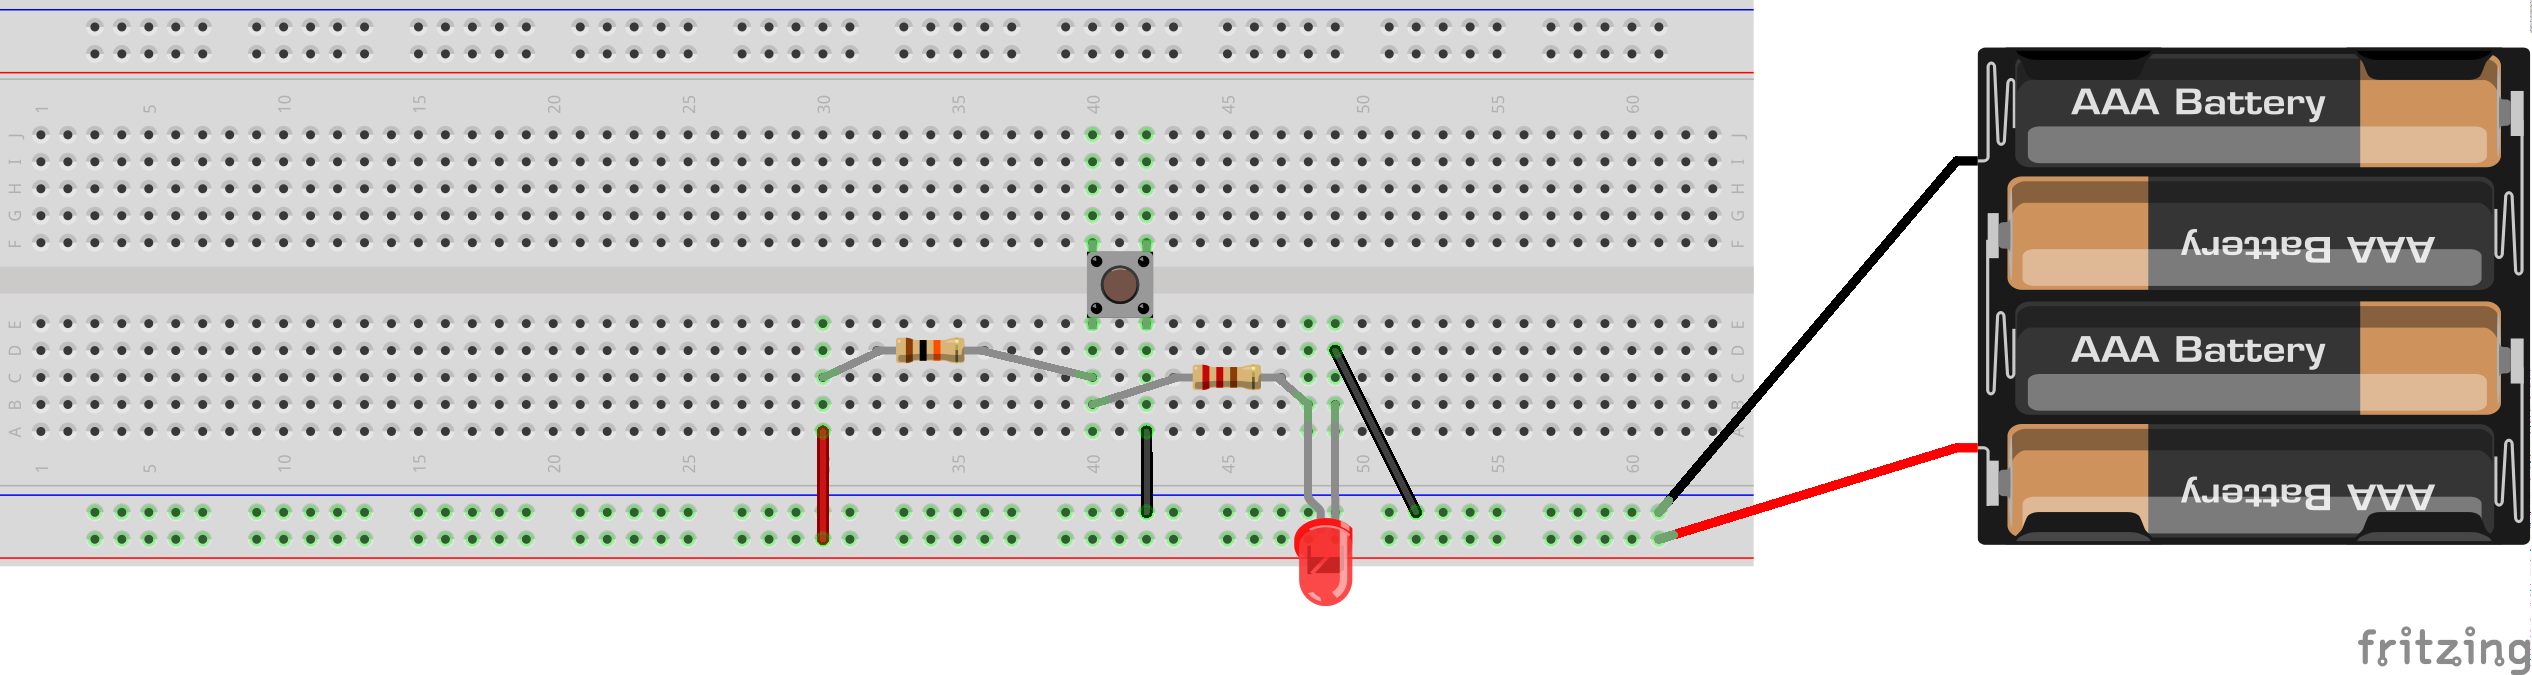 1 5 10 15 20 25 30 35 40 45 50 55 60
J J
I I
H H
G G
F F
E E
D D
C C
B B
A A
1 5 10 15 20 25 35 40 45 50 55 60
AAA Battery
AAA Battery
AAA Battery
AAA Battery
fritzing